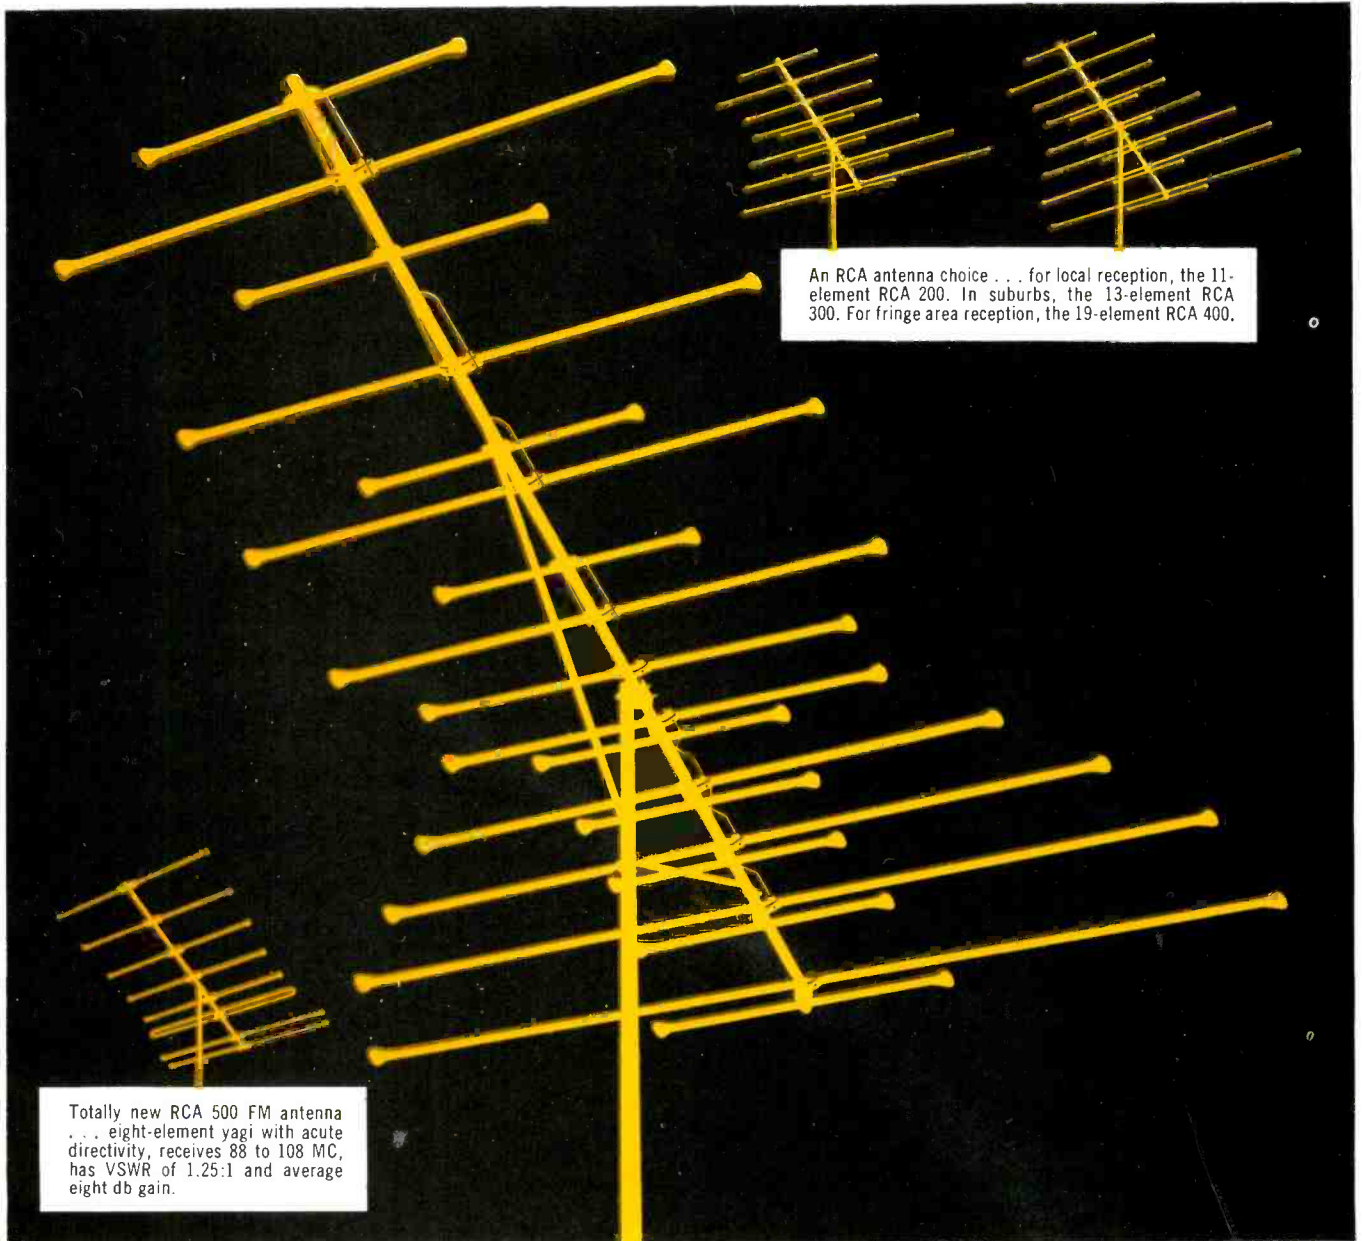 An RCA antenna choice . . . for local reception, the 11-
element RCA 200. In suburbs, the 13-element RCA
300. For fringe area reception, the 19-element RCA 400.
Totally new RCA 500 FM antenna
. . . eight-element yagi with acute
directivity, receives 88 to 108 MC,
has VSWR of 1.25:1 and average
eight db gain.